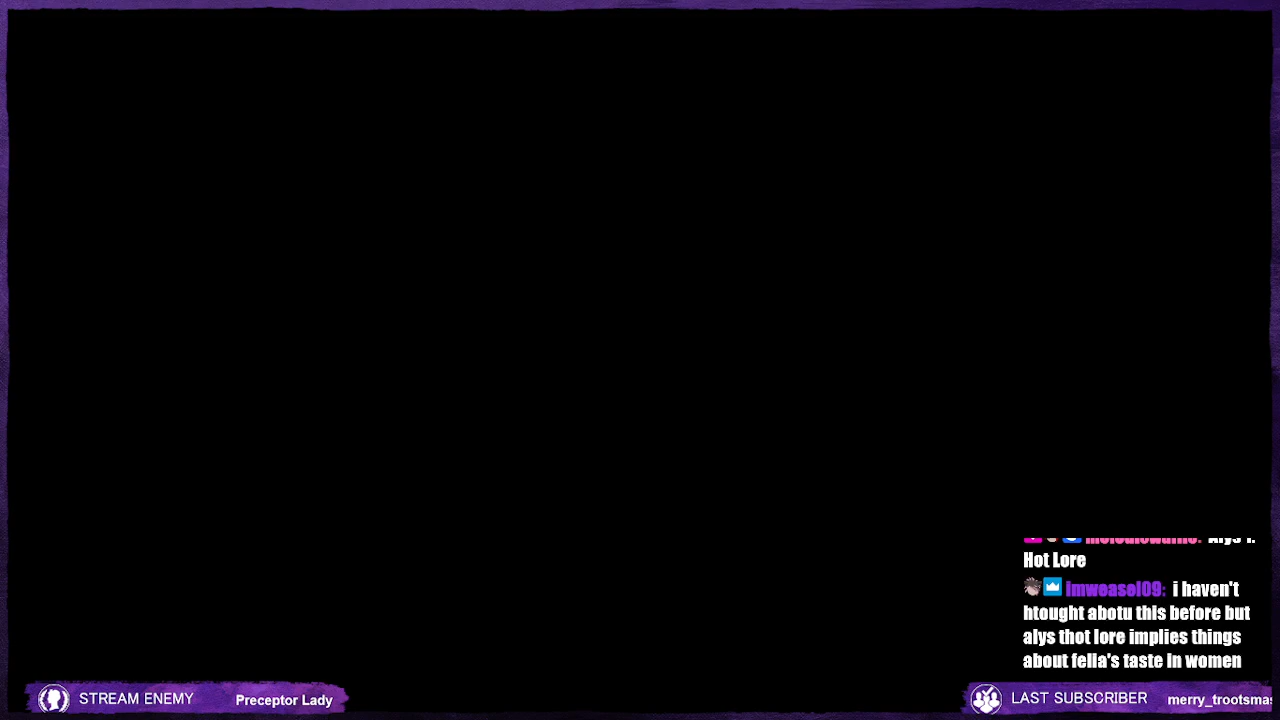 Hot Lore
imweasel09: i haven't
htought abotu this before but
alys thot lore implies things
about fella's taste in women
STREAM ENEMY Preceptor Lady
LAST SUBSCRIBER